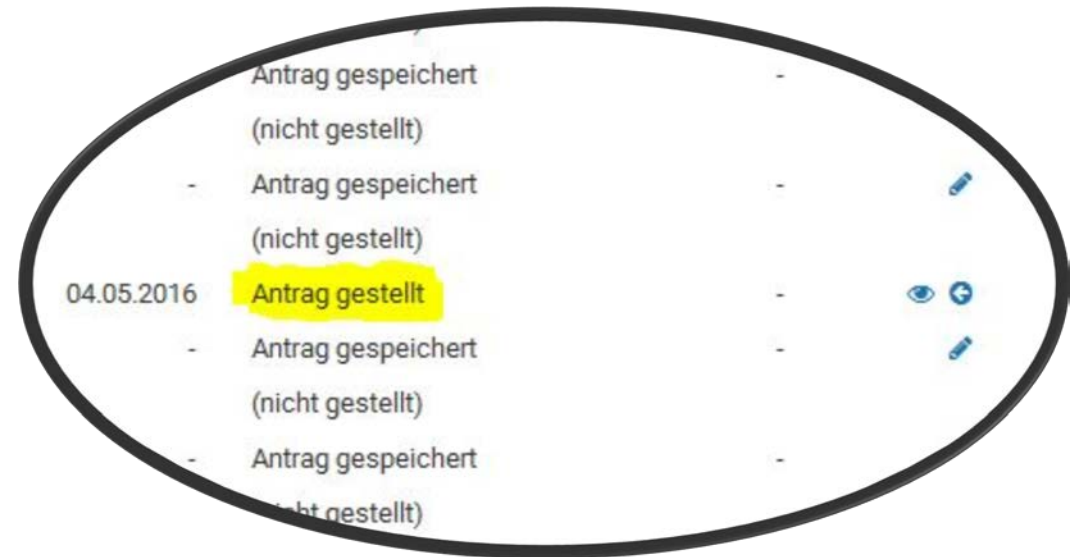 Antrag gespeichert -
(nicht gestellt)
- Antrag gespeichert -
(nicht gestellt)
04.05.2016 Antrag gestellt -
- Antrag gespeichert -
(nicht gestellt)
- Antrag gespeichert -
gestellt)